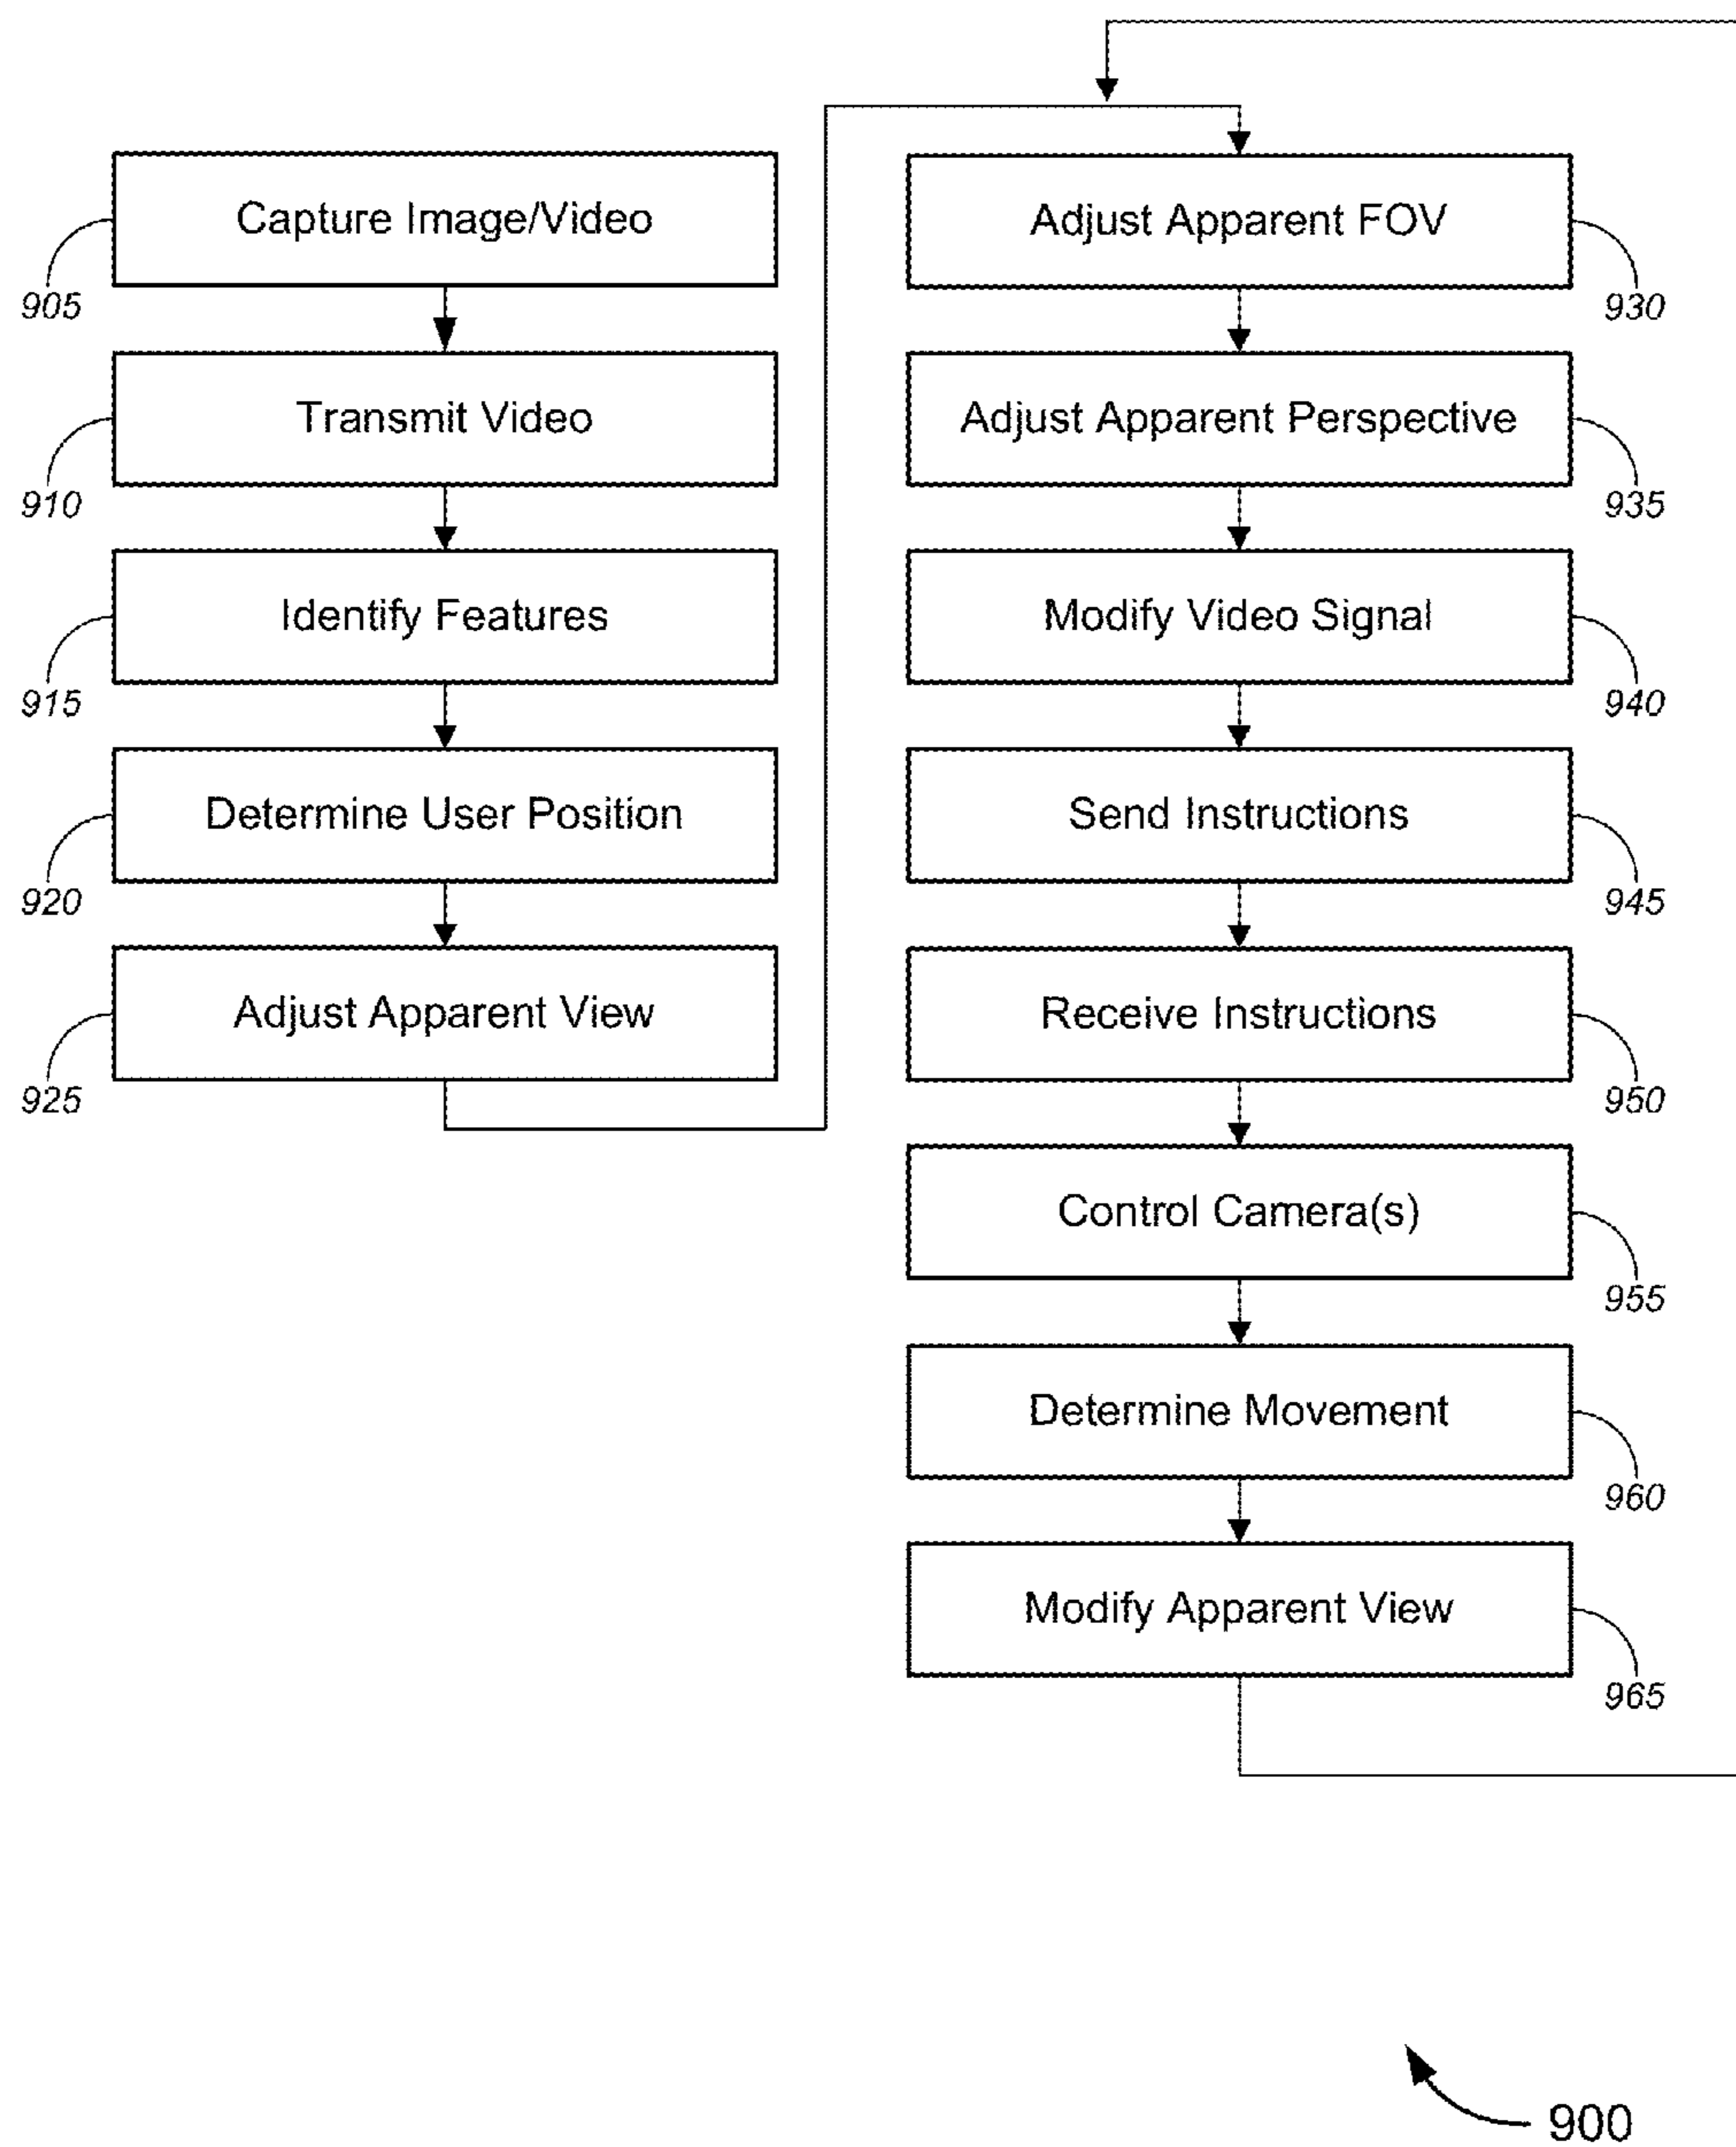 Capture Image/Video
905
Transmit Video
910
Identify Features
915
Determine User Position
920
Adjust Apparent View
925
Adjust Apparent FOV
930
Adjust Apparent Perspective
935
Modify Video Signal
940
Send Instructions
945
Receive Instructions
950
Control Camera(s)
955
Determine Movement
960
Modify Apparent View
965
900